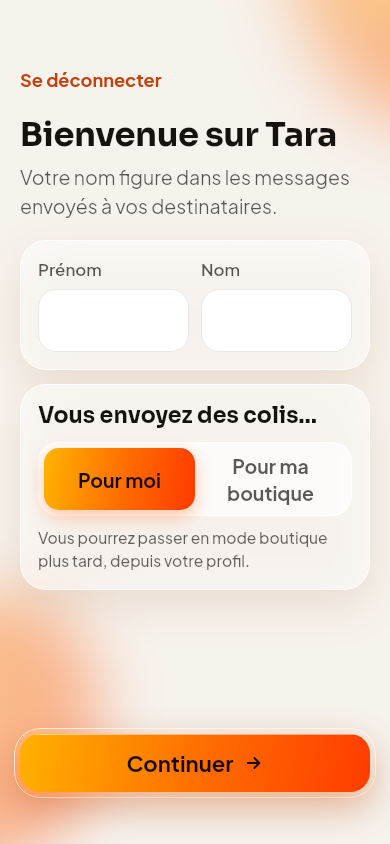 Se déconnecter
Bienvenue sur Tara
Votre nom figure dans les messages
envoyés à vos destinataires.
Prénom
Nom
Vous envoyez des colis...
Pour moi
Pour ma
boutique
Vous pourrez passer en mode boutique
plus tard, depuis votre profil.
Continuer →